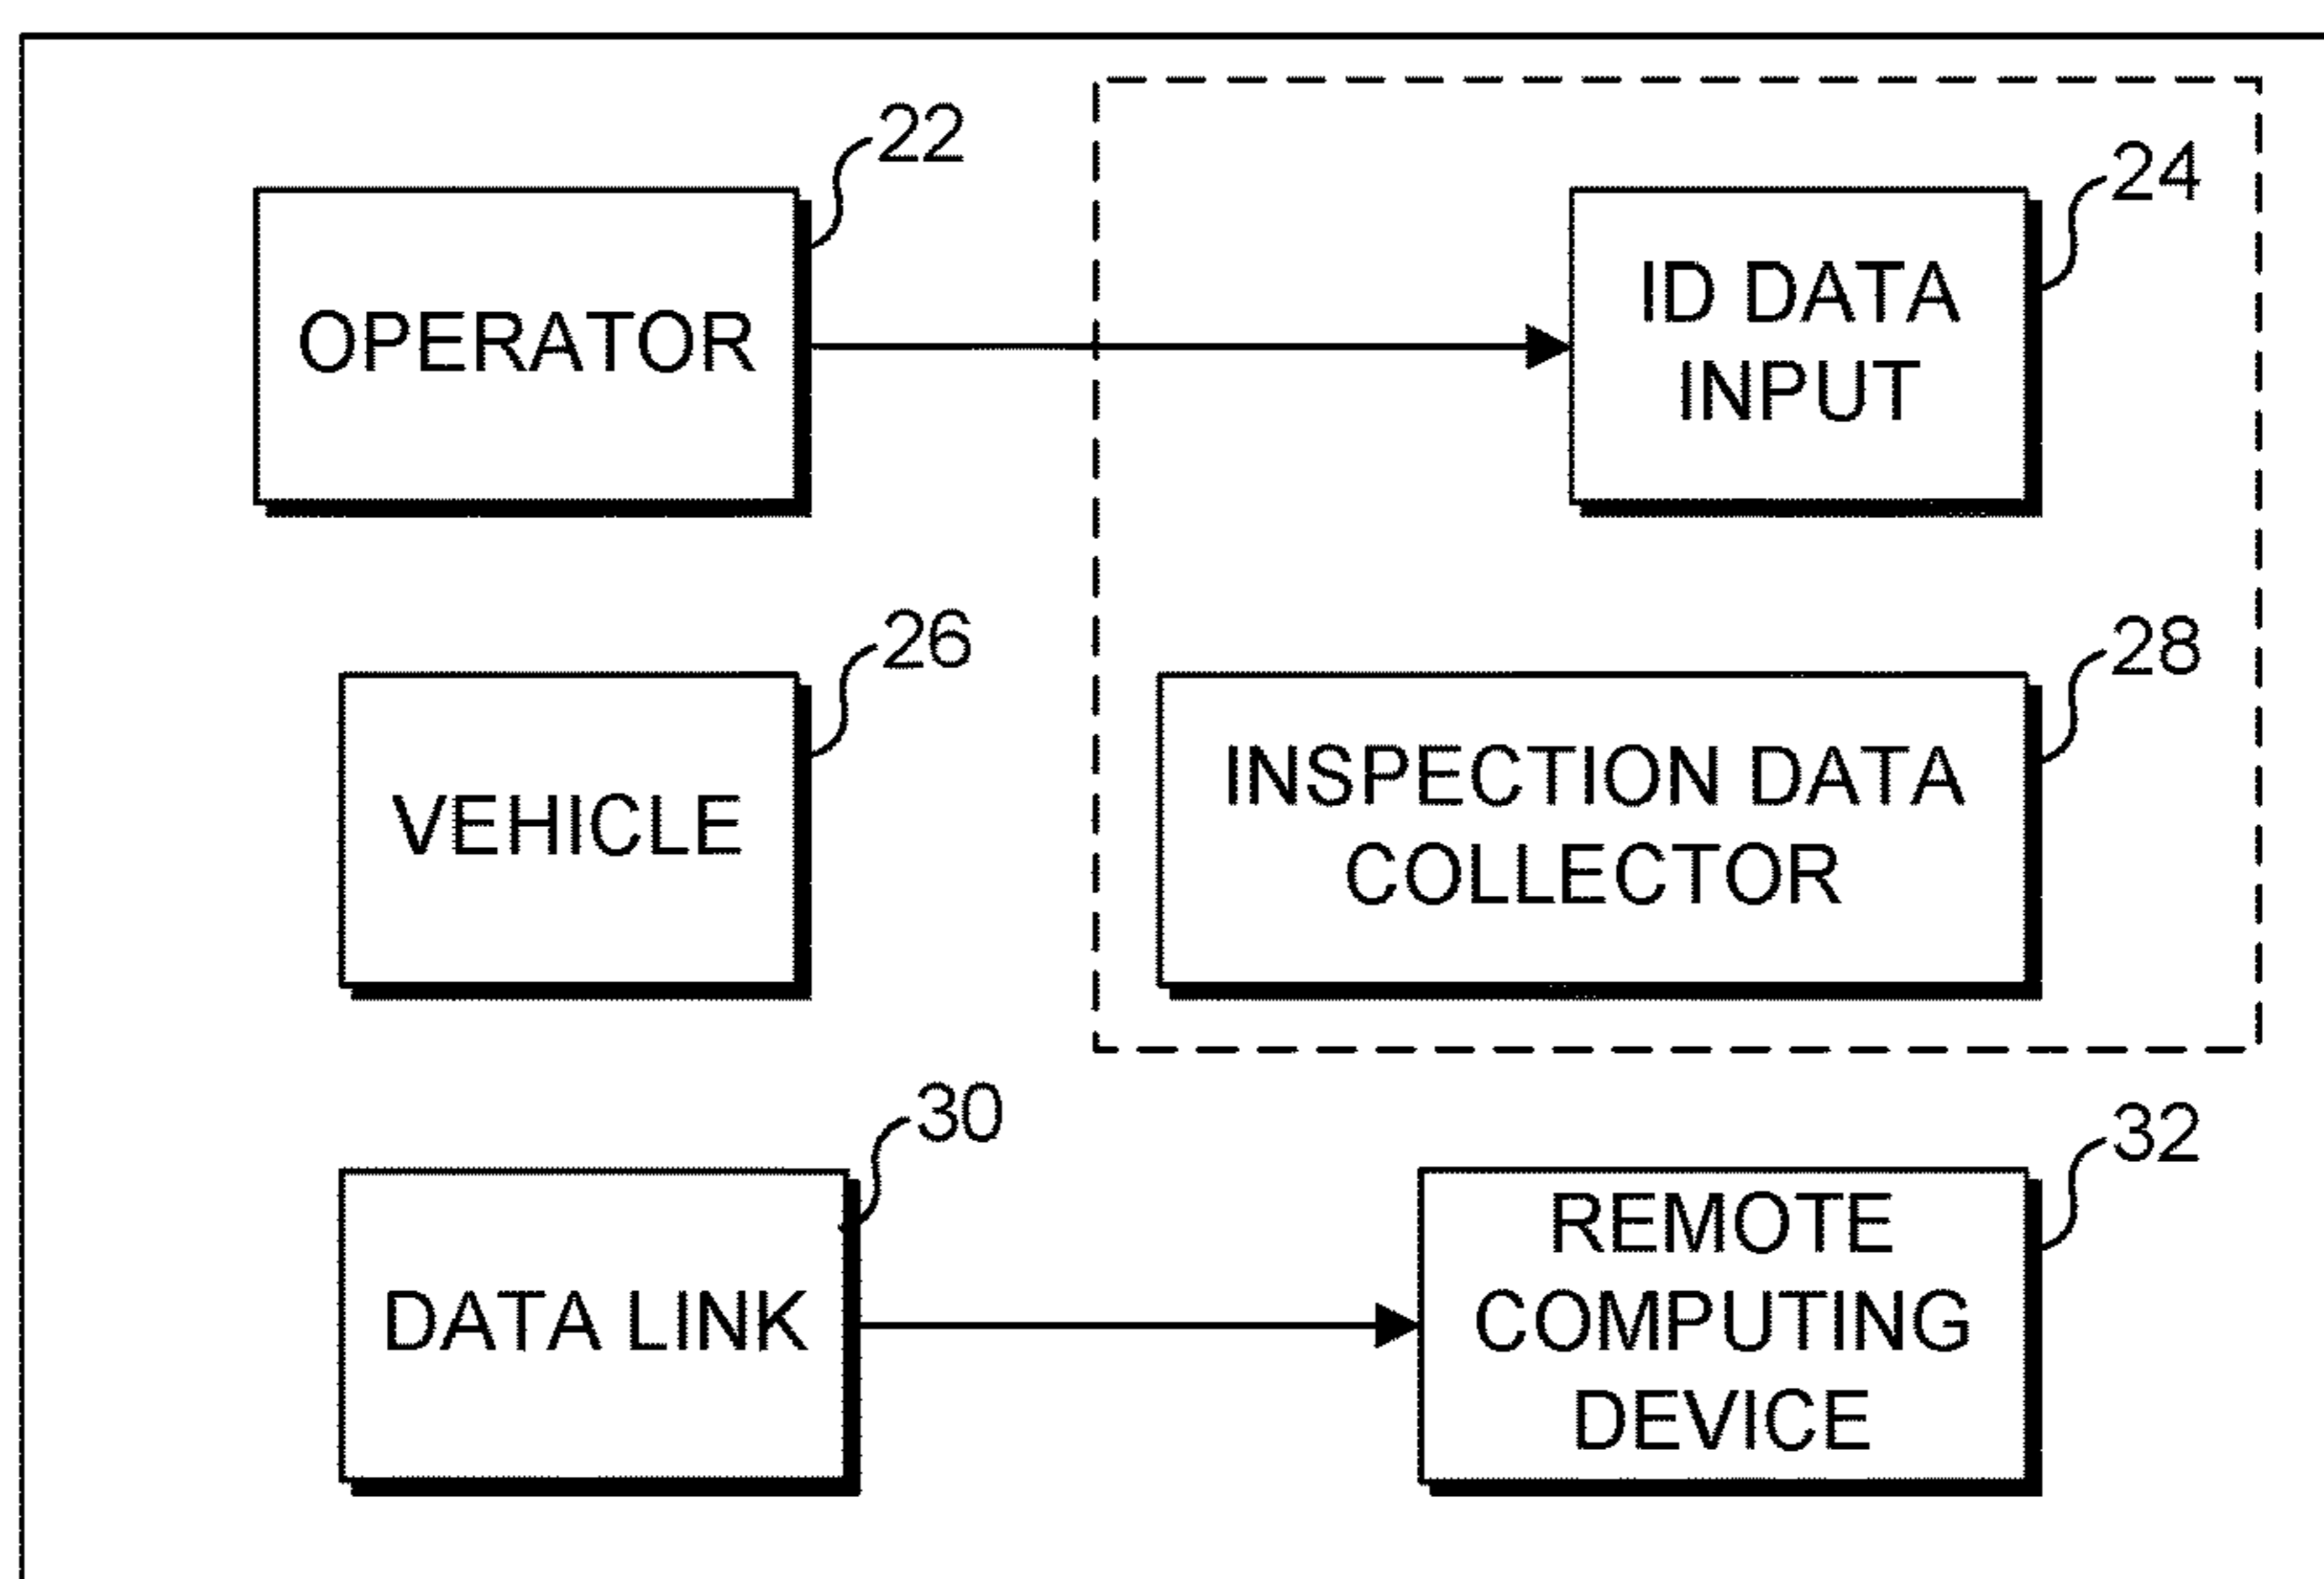 22
24
OPERATOR
ID DATA
INPUT
26
28
VEHICLE
INSPECTION DATA
COLLECTOR
30
32
DATA LINK
REMOTE
COMPUTING
DEVICE